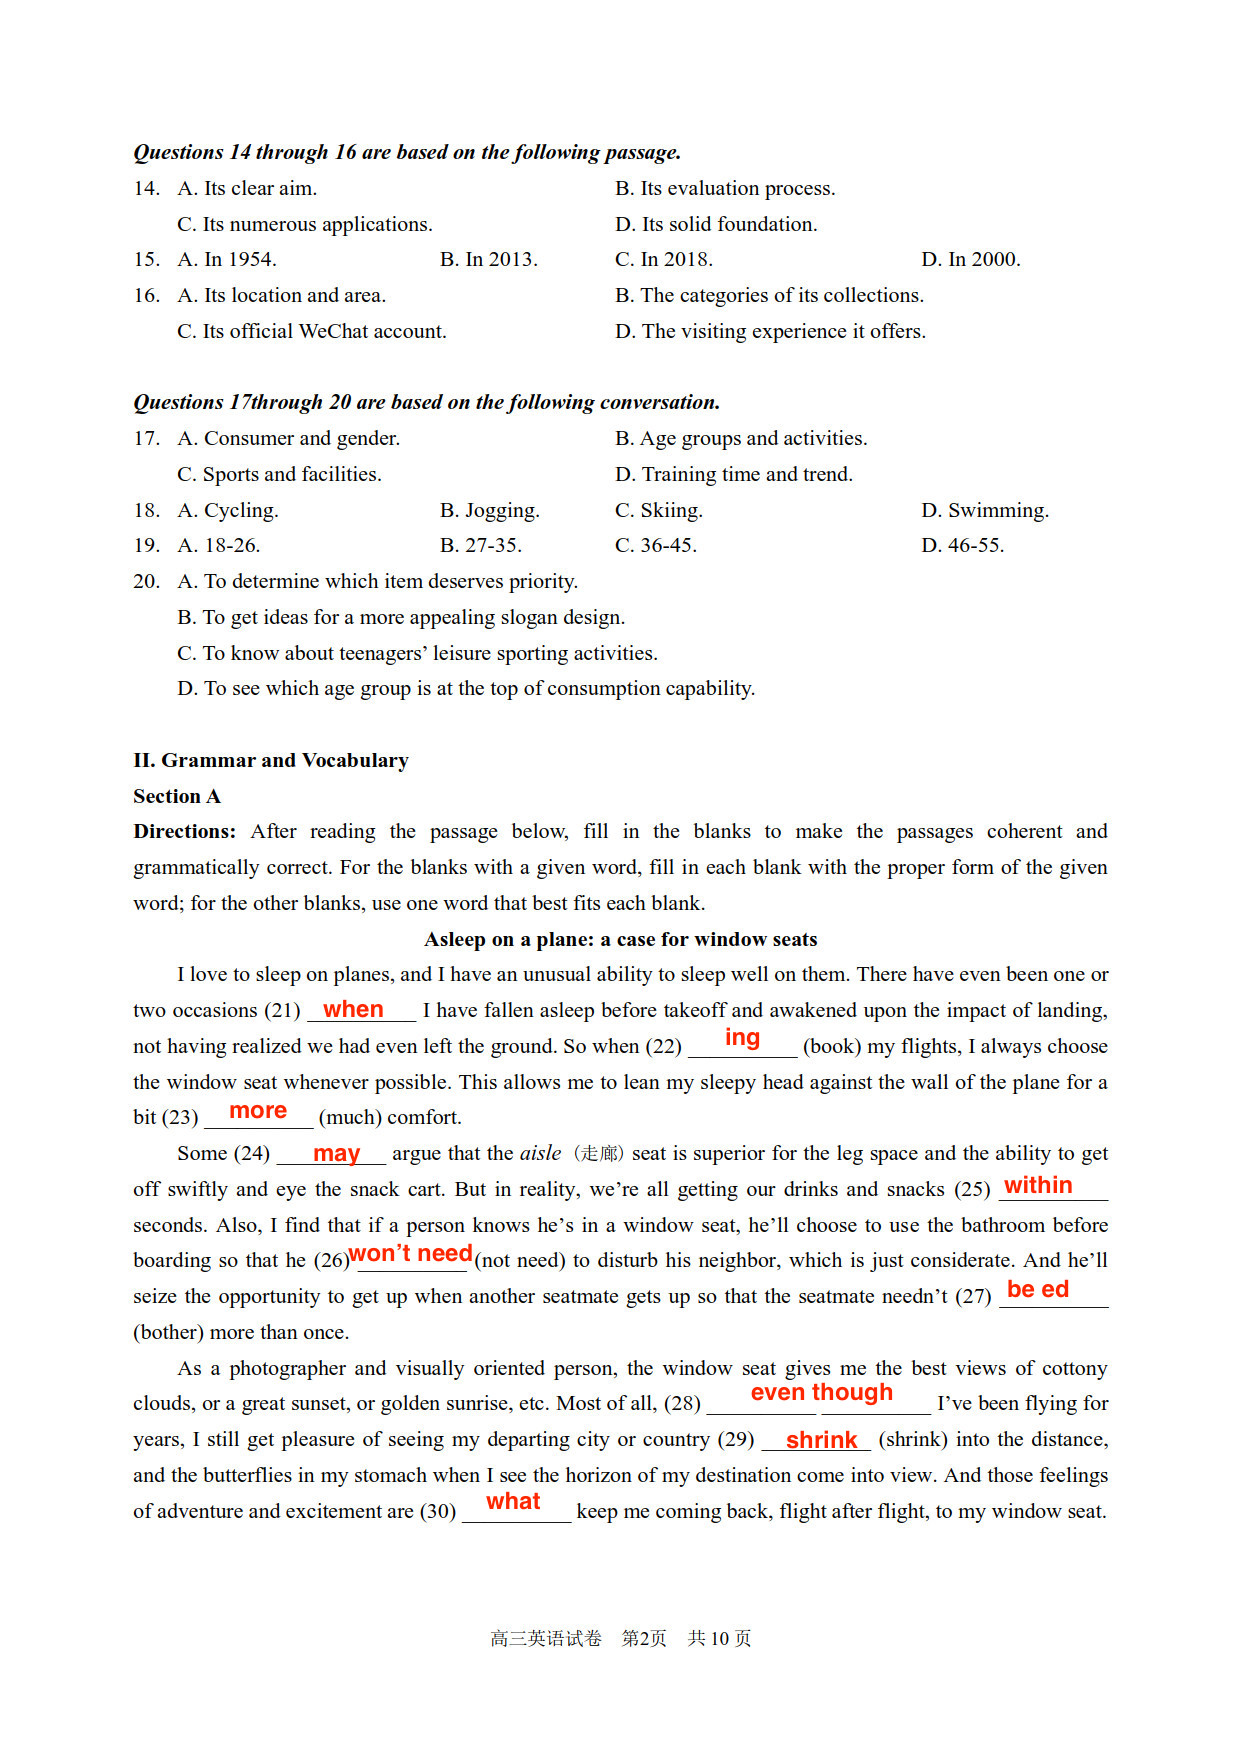 Questions 14 through 16 are based on the following passage.
14. A. Its clear aim. B. Its evaluation process.
C. Its numerous applications. D. Its solid foundation.
15. A. In 1954. B. In 2013. C. In 2018. D. In 2000.
16. A. Its location and area. B. The categories of its collections.
C. Its official WeChat account. D. The visiting experience it offers.
Questions 17through 20 are based on the following conversation.
17. A. Consumer and gender. B. Age groups and activities.
C. Sports and facilities. D. Training time and trend.
18. A. Cycling. B. Jogging. C. Skiing. D. Swimming.
19. A. 18-26. B. 27-35. C. 36-45. D. 46-55.
20. A. To determine which item deserves priority.
B. To get ideas for a more appealing slogan design.
C. To know about teenagers’ leisure sporting activities.
D. To see which age group is at the top of consumption capability.
II. Grammar and Vocabulary
Section A
Directions: After reading the passage below, fill in the blanks to make the passages coherent and
grammatically correct. For the blanks with a given word, fill in each blank with the proper form of the given
word; for the other blanks, use one word that best fits each blank.
Asleep on a plane: a case for window seats
I love to sleep on planes, and I have an unusual ability to sleep well on them. There have even been one or
two occasions (21) when I have fallen asleep before takeoff and awakened upon the impact of landing,
not having realized we had even left the ground. So when (22) ing (book) my flights, I always choose
the window seat whenever possible. This allows me to lean my sleepy head against the wall of the plane for a
bit (23) more (much) comfort.
Some (24) may argue that the aisle（走廊）seat is superior for the leg space and the ability to get
off swiftly and eye the snack cart. But in reality, we’re all getting our drinks and snacks (25) within
seconds. Also, I find that if a person knows he’s in a window seat, he’ll choose to use the bathroom before
boarding so that he (26) won’t need (not need) to disturb his neighbor, which is just considerate. And he’ll
seize the opportunity to get up when another seatmate gets up so that the seatmate needn’t (27) be ed
(bother) more than once.
As a photographer and visually oriented person, the window seat gives me the best views of cottony
clouds, or a great sunset, or golden sunrise, etc. Most of all, (28) even though I’ve been flying for
years, I still get pleasure of seeing my departing city or country (29) shrink (shrink) into the distance,
and the butterflies in my stomach when I see the horizon of my destination come into view. And those feelings
of adventure and excitement are (30) what keep me coming back, flight after flight, to my window seat.
高三英语试卷 第2页 共 10 页